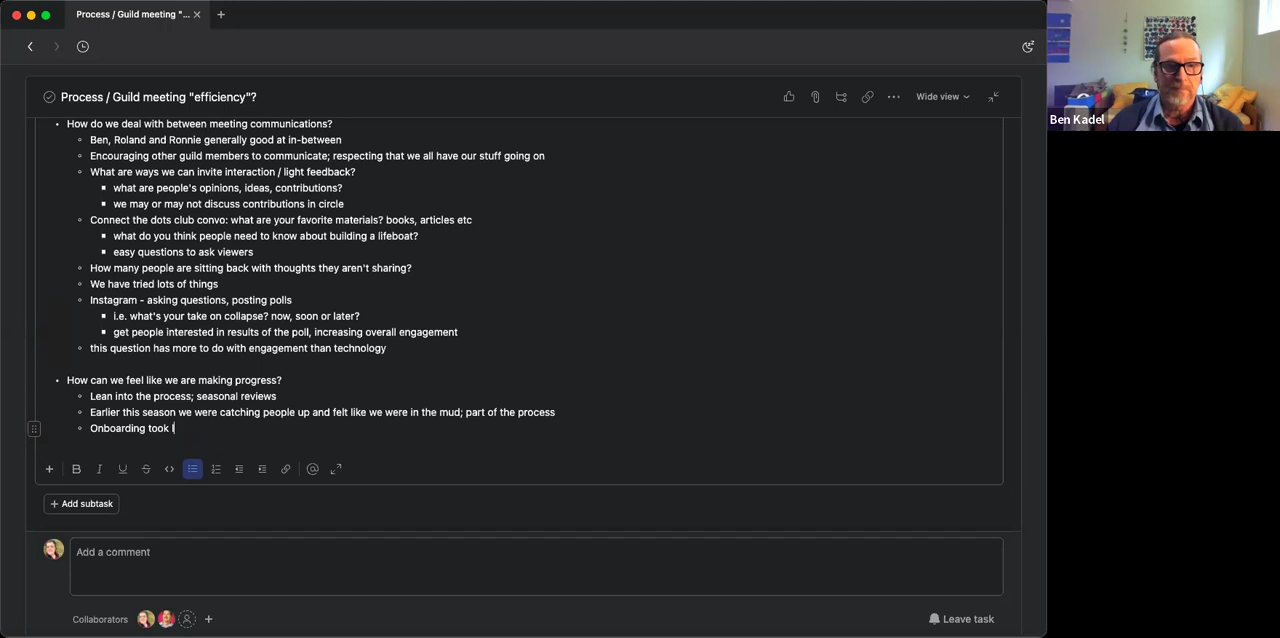 Process / Guild meeting "...
Process / Guild meeting "efficiency"?
Wide view
Ben Kadel
How do we deal with between meeting communications?
Ben, Roland and Ronnie generally good at in-between
Encouraging other guild members to communicate; respecting that we all have our stuff going on
What are ways we can invite interaction / light feedback?
what are people's opinions, ideas, contributions?
we may or may not discuss contributions in circle
Connect the dots club convo: what are your favorite materials? books, articles etc
what do you think people need to know about building a lifeboat?
easy questions to ask viewers
How many people are sitting back with thoughts they aren't sharing?
We have tried lots of things
Instagram - asking questions, posting polls
i.e. what's your take on collapse? now, soon or later?
get people interested in results of the poll, increasing overall engagement
this question has more to do with engagement than technology
How can we feel like we are making progress?
Lean into the process; seasonal reviews
Earlier this season we were catching people up and felt like we were in the mud; part of the process
Onboarding took l
Add subtask
Add a comment
Collaborators
Leave task